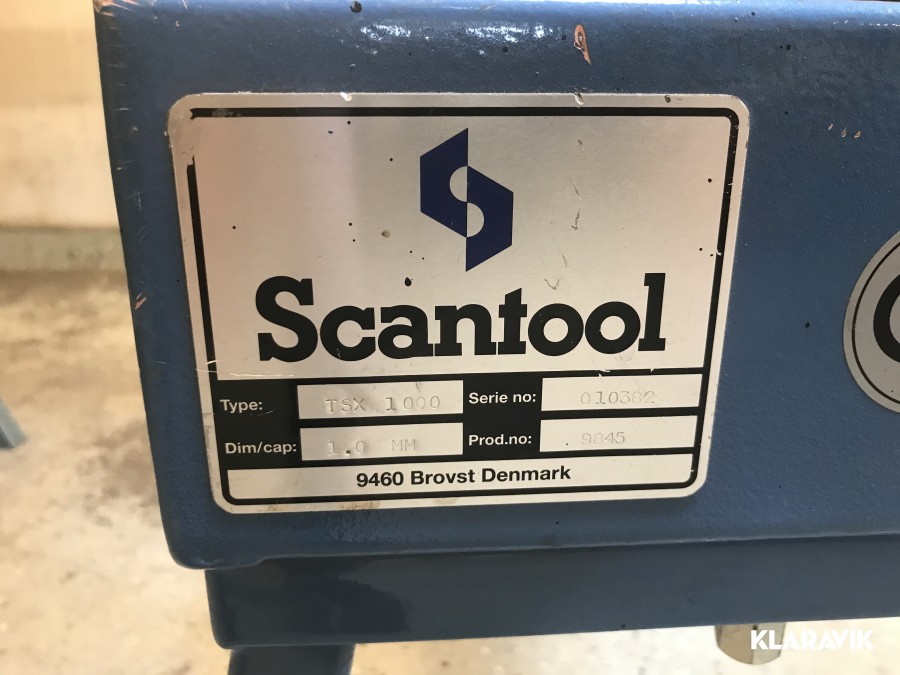 Scantool
Type: TSX 1000 Serie no: 010382
Dim/cap: 1.0 MM Prod.no: 9845
9460 Brovst Denmark
KLARAVIK